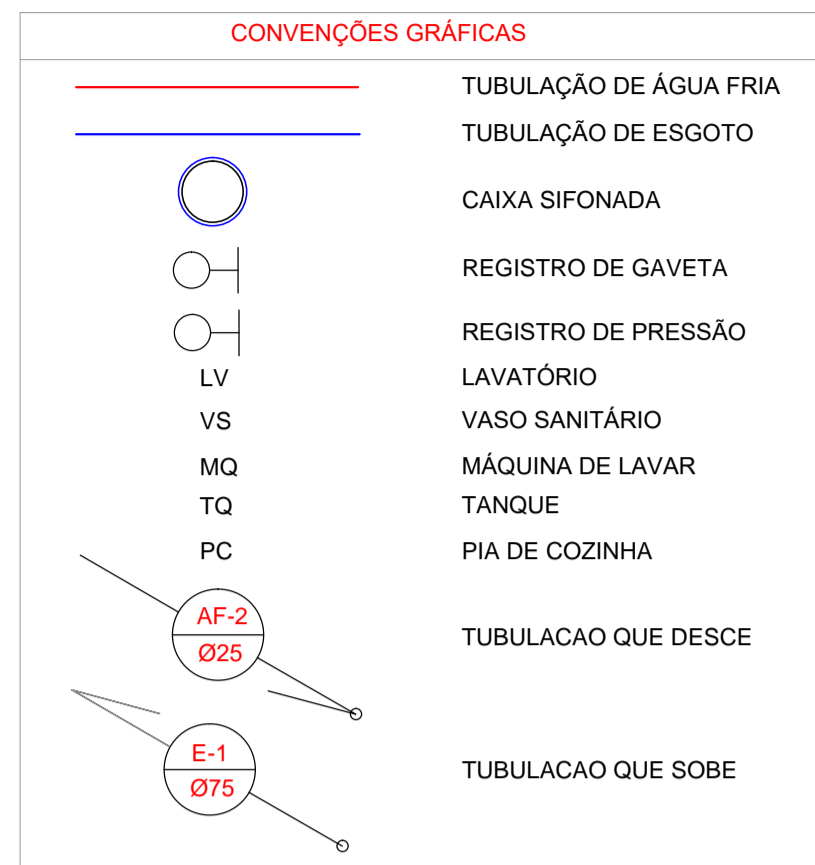 CONVENÇÕES GRÁFICAS
TUBULAÇÃO DE ÁGUA FRIA
TUBULAÇÃO DE ESGOTO
CAIXA SIFONADA
REGISTRO DE GAVETA
REGISTRO DE PRESSÃO
LV LAVATÓRIO
VS VASO SANITÁRIO
MQ MÁQUINA DE LAVAR
TQ TANQUE
PC PIA DE COZINHA
AF-2
Ø25
TUBULACAO QUE DESCE
E-1
Ø75
TUBULACAO QUE SOBE